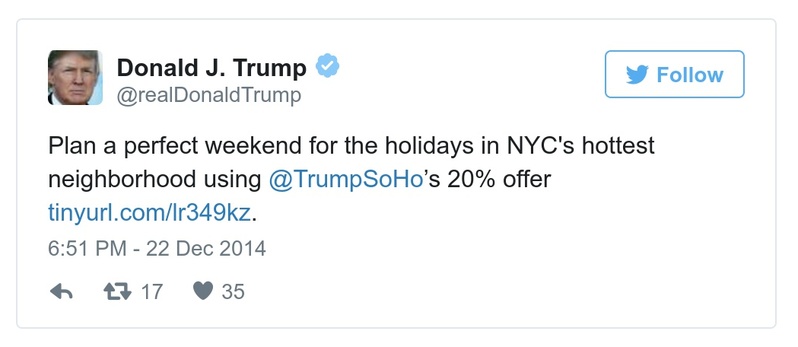 Donald J. Trump
@realDonaldTrump
Follow
Plan a perfect weekend for the holidays in NYC's hottest
neighborhood using @TrumpSoHo’s 20% offer
tinyurl.com/lr349kz.
6:51 PM - 22 Dec 2014
17 35